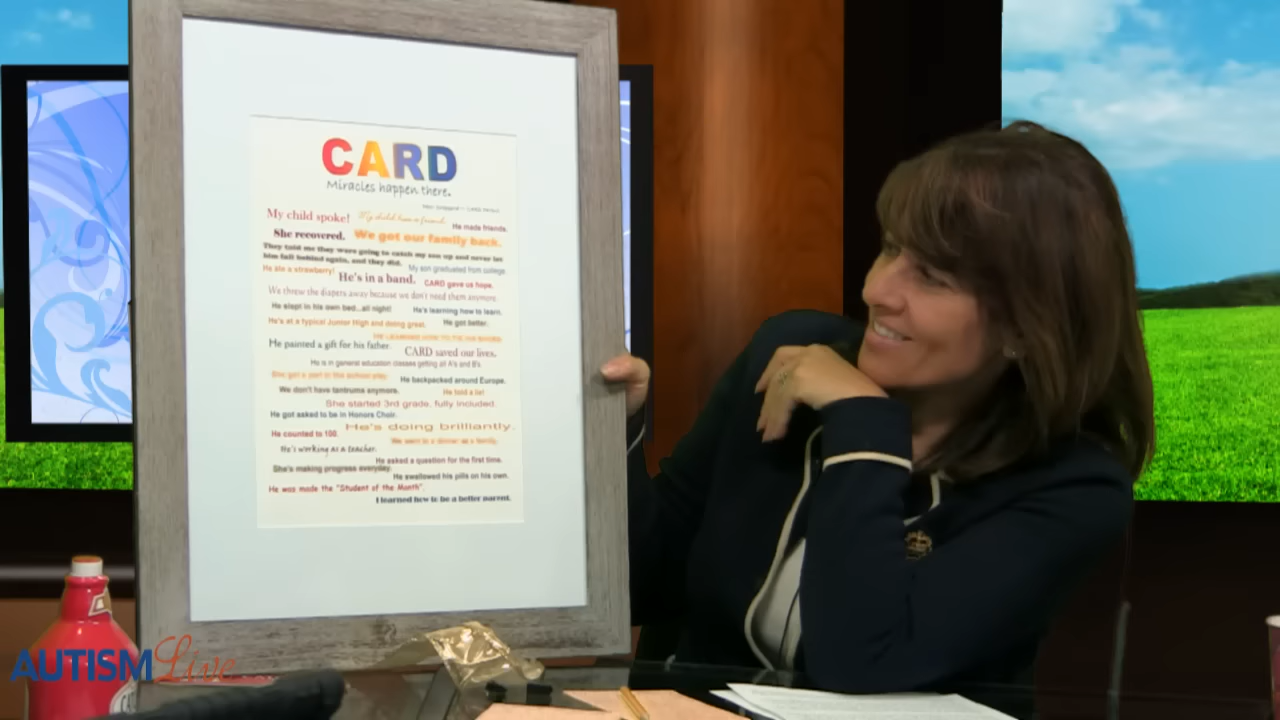 CARD
Miracles happen there.
My child spoke! My child has a friend. He made friends.
She recovered. We got our family back.
They told me they were going to catch my son up and never let
him fall behind again, and they did. My son graduated from college
He ate a strawberry! He's in a band. CARD gave us hope.
We threw the diapers away because we don't need them anymore.
He slept in his own bed...all night! He's learning how to learn.
He's at a typical Junior High and doing great. He got better.
He painted a gift for his father. CARD saved our lives.
He is in general education classes getting all A's and B's
She got a part in the school play. He backpacked around Europe.
We don't have tantrums anymore. He told a lie!
She started 3rd grade, fully included.
He got asked to be in Honors Choir.
He counted to 100. He's doing brilliantly.
We went to a dinner as a family.
He's working as a teacher.
He asked a question for the first time.
She's making progress everyday.
He swallowed his pills on his own.
He was made the "Student of the Month".
I learned how to be a better parent.
AUTISM Live